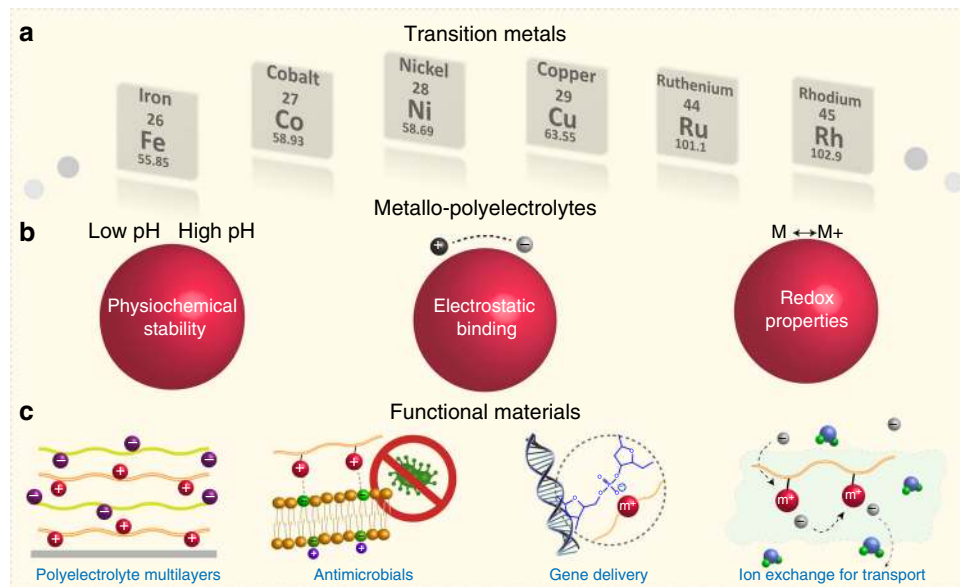 a
Transition metals
Iron
26
Fe
55.85
Cobalt
27
Co
58.93
Nickel
28
Ni
58.69
Copper
29
Cu
63.55
Ruthenium
44
Ru
101.1
Rhodium
45
Rh
102.9
Metallo-polyelectrolytes
b
Low pH High pH
Physiochemical
stability
+ −
Electrostatic
binding
M ↔M+
Redox
properties
c
Functional materials
−
− −
+
+ +
−
− −
+
+ +
Polyelectrolyte multilayers
+ +
− −
+ +
Antimicrobials
O
O
O
O P O
O −
O
m+
Gene delivery
−
−
m+ m+
−
Ion exchange for transport